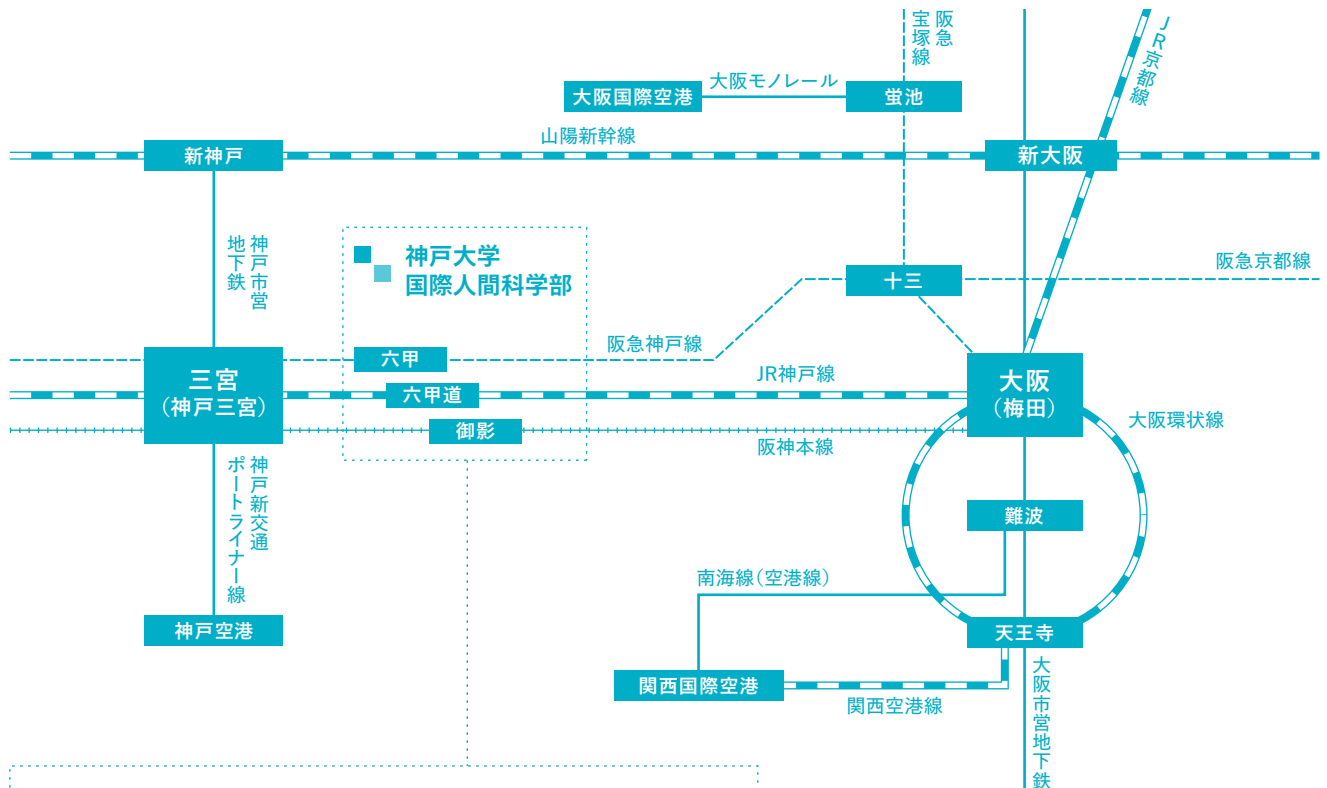 阪急
宝塚線
JR京都線
大阪国際空港
大阪モノレール
蛍池
山陽新幹線
新神戸
新大阪
神戸市営
地下鉄
神戸大学
国際人間科学部
阪急京都線
十三
阪急神戸線
六甲
三宮
（神戸三宮）
大阪
（梅田）
JR神戸線
六甲道
大阪環状線
御影
阪神本線
神戸新交通
ポートライナー線
難波
南海線（空港線）
神戸空港
天王寺
関西国際空港
関西空港線
大阪市営地下鉄